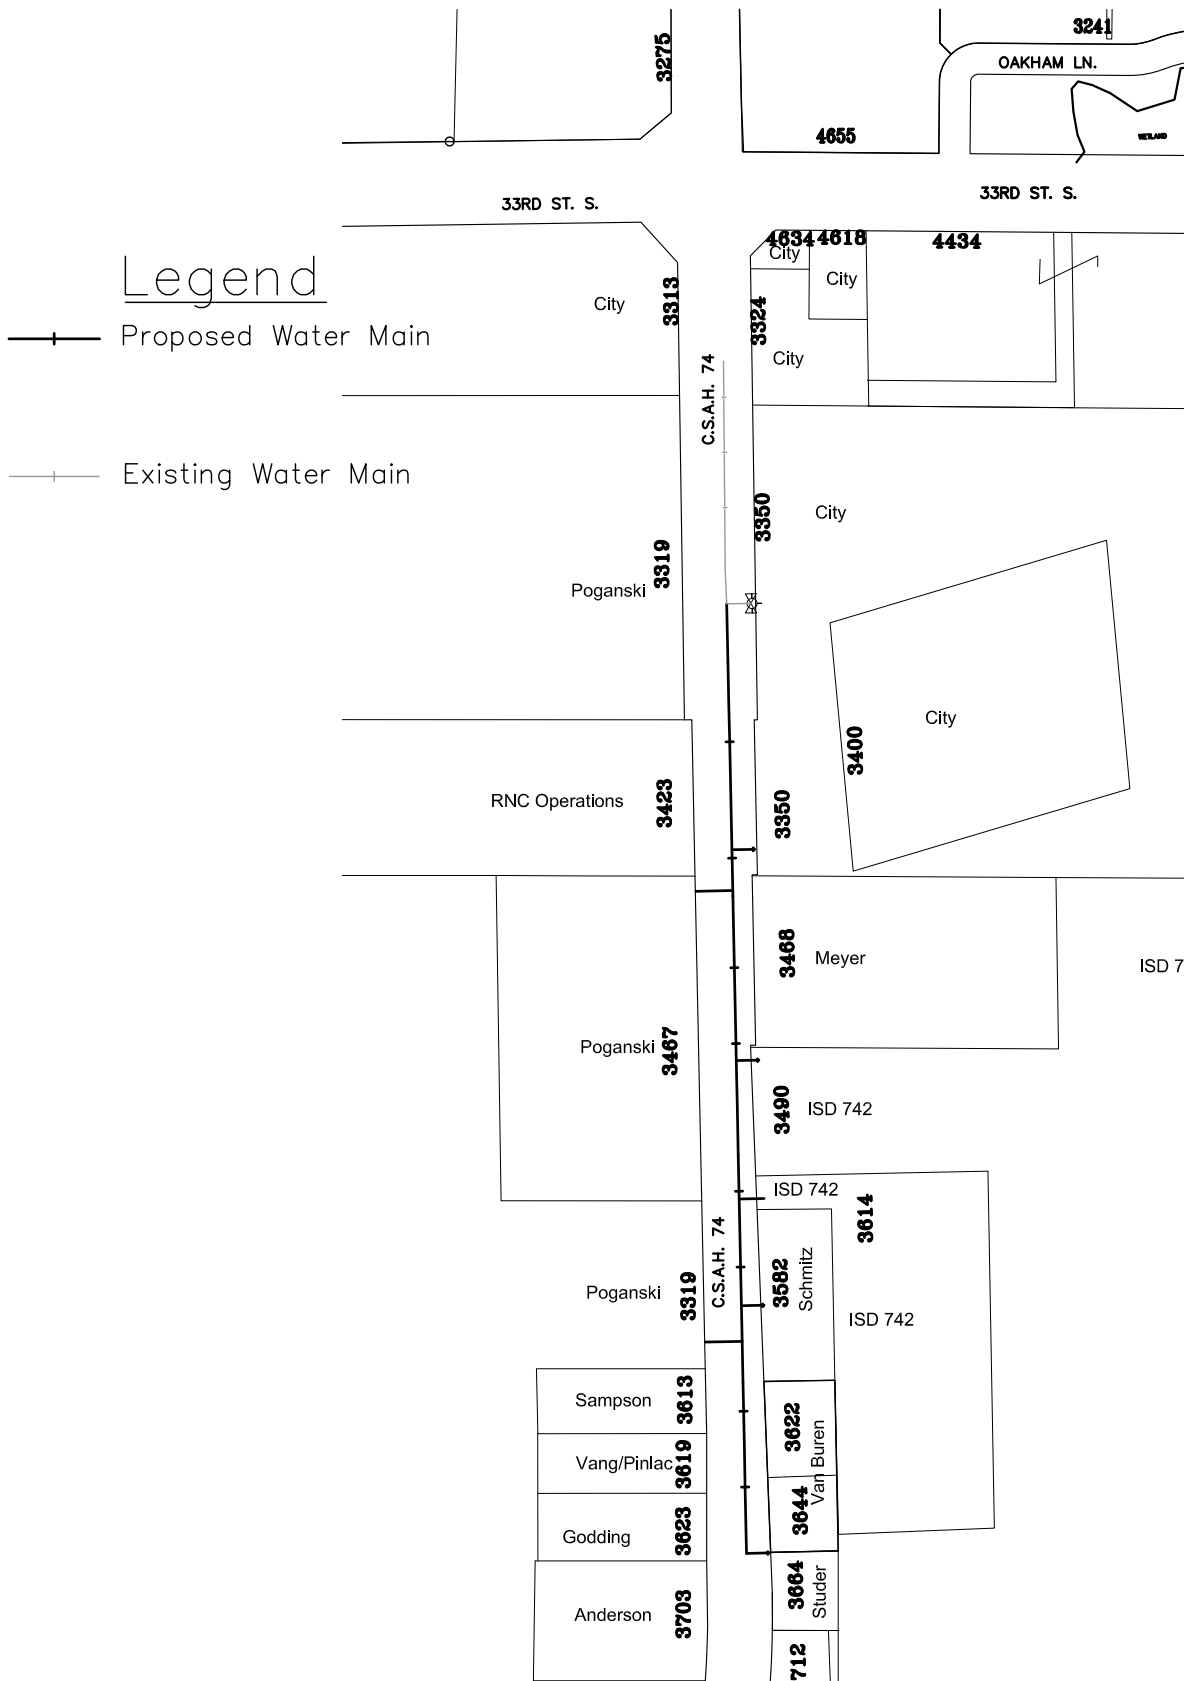 3241
3275
OAKHAM LN.
4655
WETLAND
33RD ST. S.
33RD ST. S.
4634
4618
4434
City
City
Legend
City
3313
3324
Proposed Water Main
City
C.S.A.H. 74
Existing Water Main
3350
City
3319
Poganski
City
3400
RNC Operations
3423
3350
3468
Meyer
ISD 7
Poganski
3467
3490
ISD 742
ISD 742
3614
C.S.A.H. 74
Poganski
3319
3582
Schmitz
ISD 742
Sampson
3613
3622
Van Buren
Vang/Pinlac
3619
3644
Godding
3623
3664
Studer
Anderson
3703
712